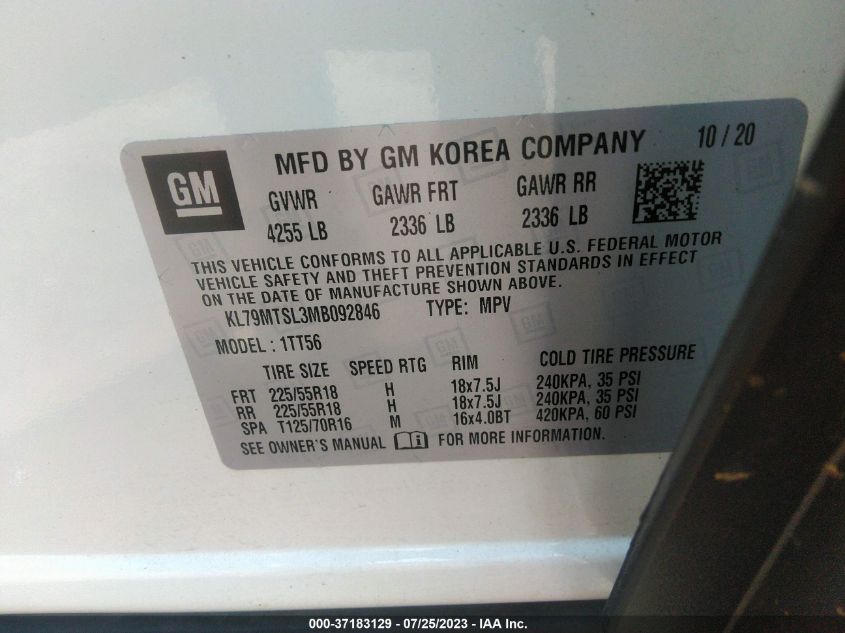 GM
MFD BY GM KOREA COMPANY 10 / 20
GVWR GAWR FRT GAWR RR
4255 LB 2336 LB 2336 LB
THIS VEHICLE CONFORMS TO ALL APPLICABLE U.S. FEDERAL MOTOR
VEHICLE SAFETY AND THEFT PREVENTION STANDARDS IN EFFECT
ON THE DATE OF MANUFACTURE SHOWN ABOVE.
KL79MTSL3MB092846 TYPE: MPV
MODEL : 1TT56
TIRE SIZE SPEED RTG RIM COLD TIRE PRESSURE
FRT 225/55R18 H 18x7.5J 240KPA, 35 PSI
RR 225/55R18 H 18x7.5J 240KPA, 35 PSI
SPA T125/70R16 M 16x4.0BT 420KPA, 60 PSI
SEE OWNER'S MANUAL FOR MORE INFORMATION.
000-37183129 - 07/25/2023 - IAA Inc.